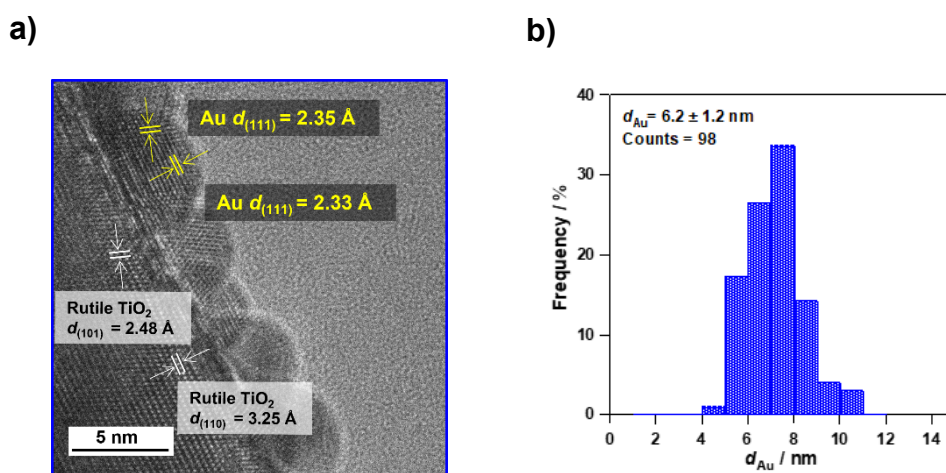 a)
Au d(111) = 2.35 Å
Au d(111) = 2.33 Å
Rutile TiO2
d(101) = 2.48 Å
Rutile TiO2
d(110) = 3.25 Å
5 nm
b)
dAu= 6.2 ± 1.2 nm
Counts = 98
Frequency / %
40
30
20
10
0
0 2 4 6 8 10 12 14
dAu / nm